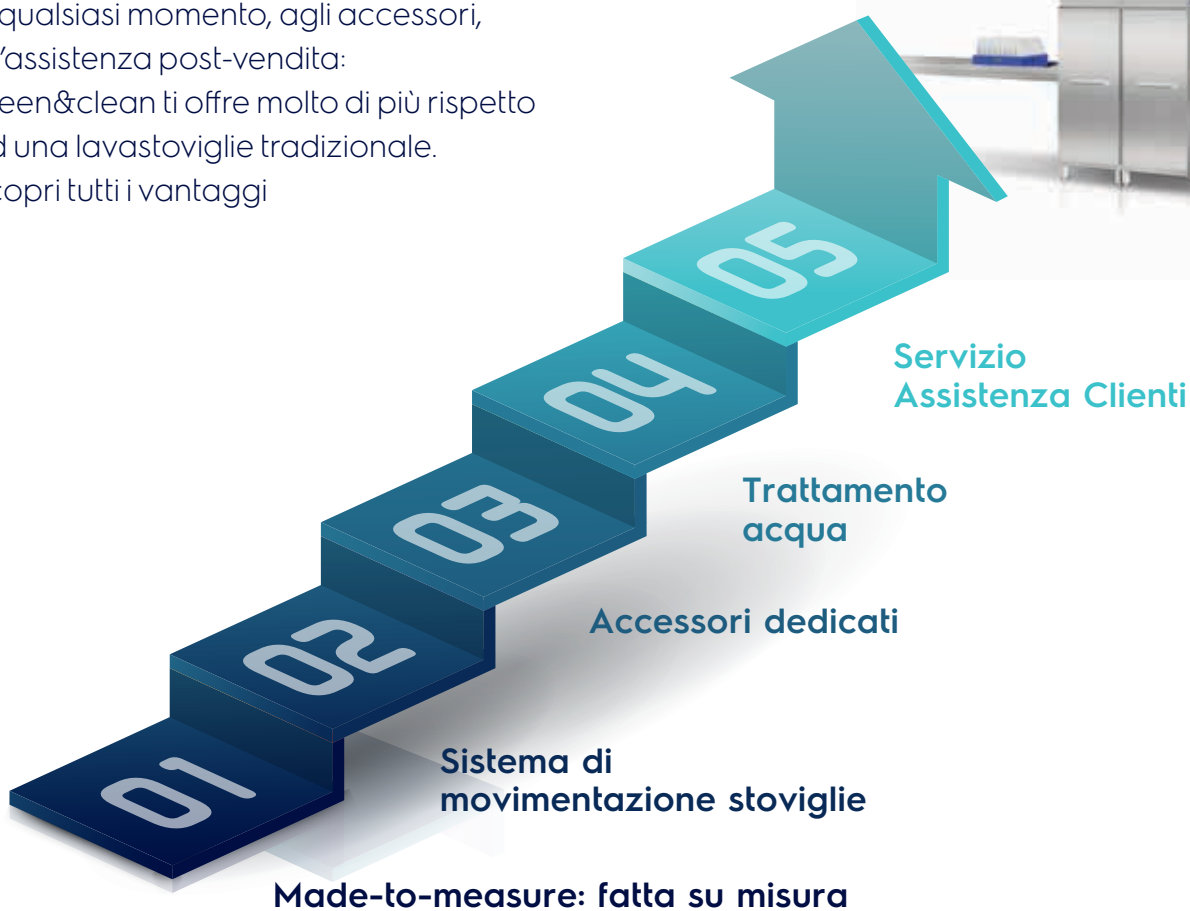 qualsiasi momento, agli accessori,
'assistenza post-vendita:
een&clean ti offre molto di più rispetto
una lavastoviglie tradizionale.
copri tutti i vantaggi
05
Servizio
Assistenza Clienti
04
Trattamento
acqua
03
Accessori dedicati
02
Sistema di
movimentazione stoviglie
01
Made-to-measure: fatta su misura